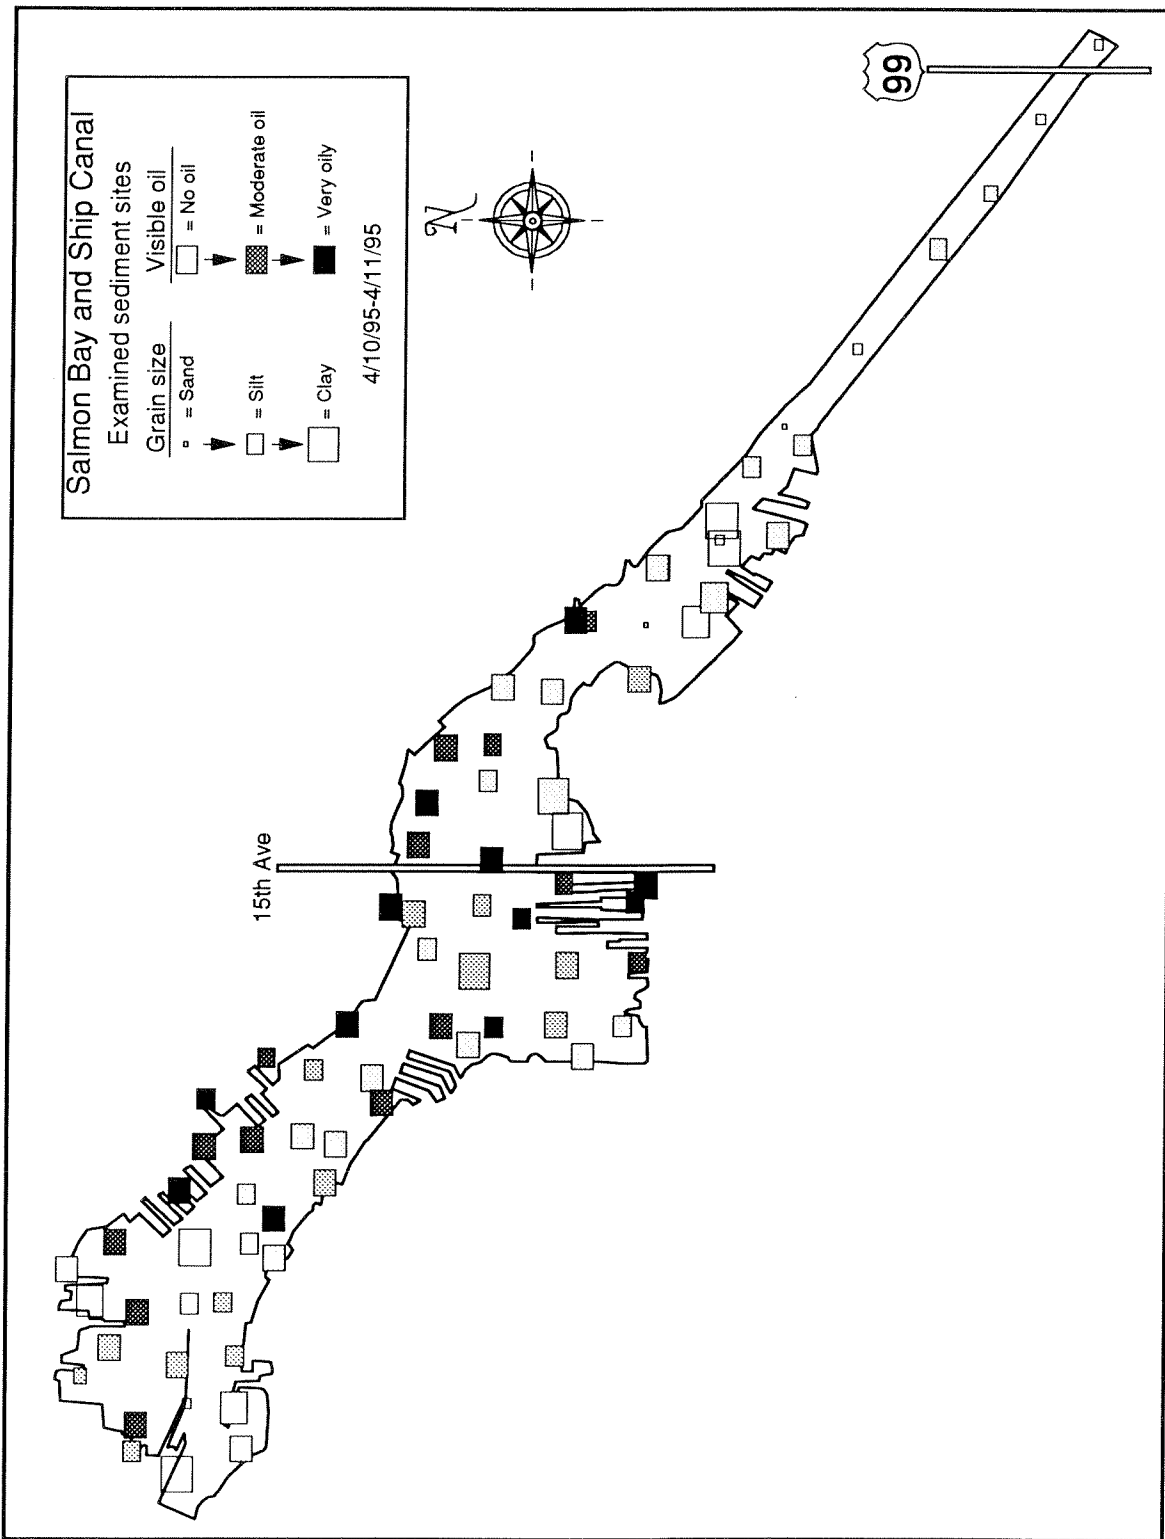 Salmon Bay and Ship Canal
Examined sediment sites
Grain size
= Sand
= Silt
= Clay
Visible oil
= No oil
= Moderate oil
= Very oily
4/10/95-4/11/95
N
99
15th Ave